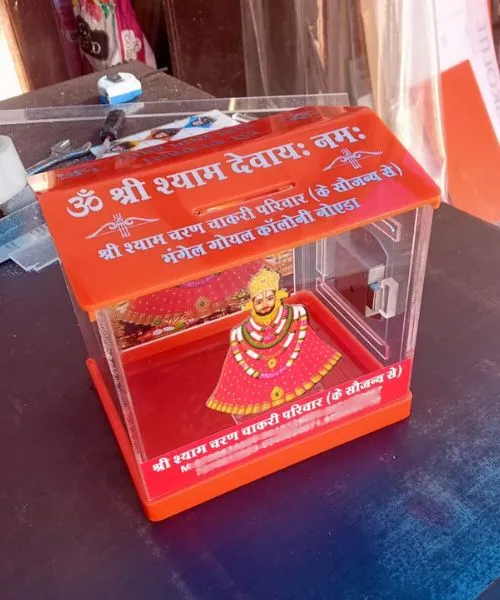 ॐ श्री श्याम देवायः नमः
श्री श्याम चरण चाकरी परिवार (के सौजन्य से)
भंगेल गोयल कॉलोनी नोएडा
श्री श्याम चरण चाकरी परिवार (के सौजन्य से)